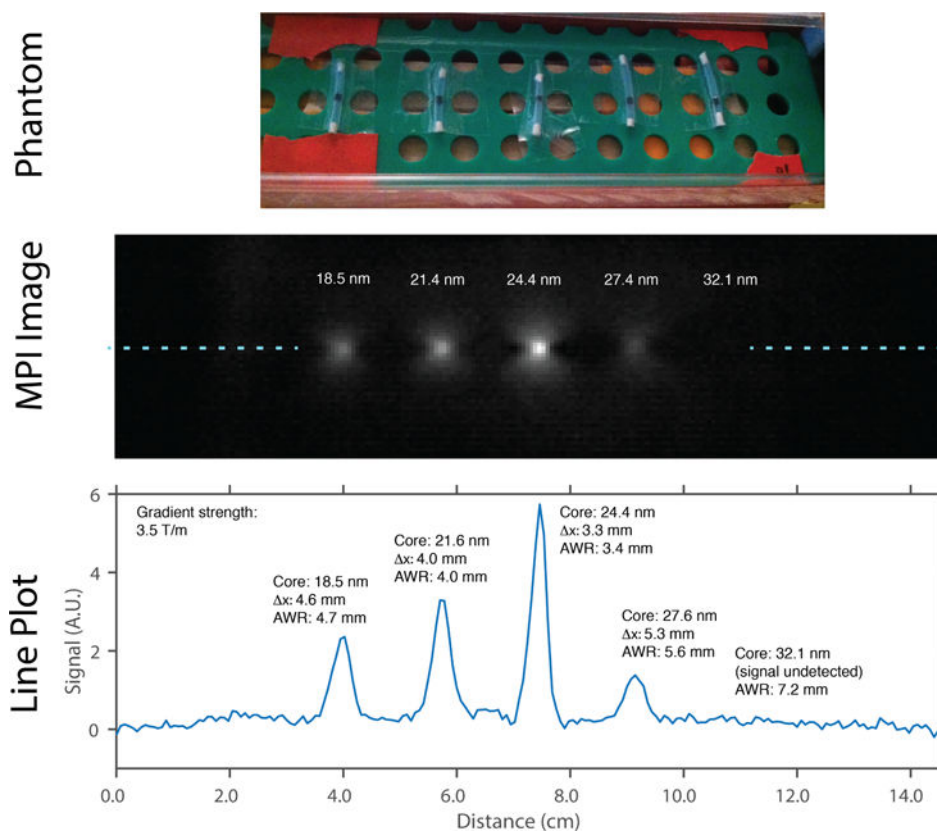 Phantom
MPI Image
18.5 nm 21.4 nm 24.4 nm 27.4 nm 32.1 nm
Line Plot
Signal (A.U.)
6
4
2
0
Gradient strength:
3.5 T/m
Core: 18.5 nm
Δx: 4.6 mm
AWR: 4.7 mm
Core: 21.6 nm
Δx: 4.0 mm
AWR: 4.0 mm
Core: 24.4 nm
Δx: 3.3 mm
AWR: 3.4 mm
Core: 27.6 nm
Δx: 5.3 mm
AWR: 5.6 mm
Core: 32.1 nm
(signal undetected)
AWR: 7.2 mm
0.0 2.0 4.0 6.0 8.0 10.0 12.0 14.0
Distance (cm)